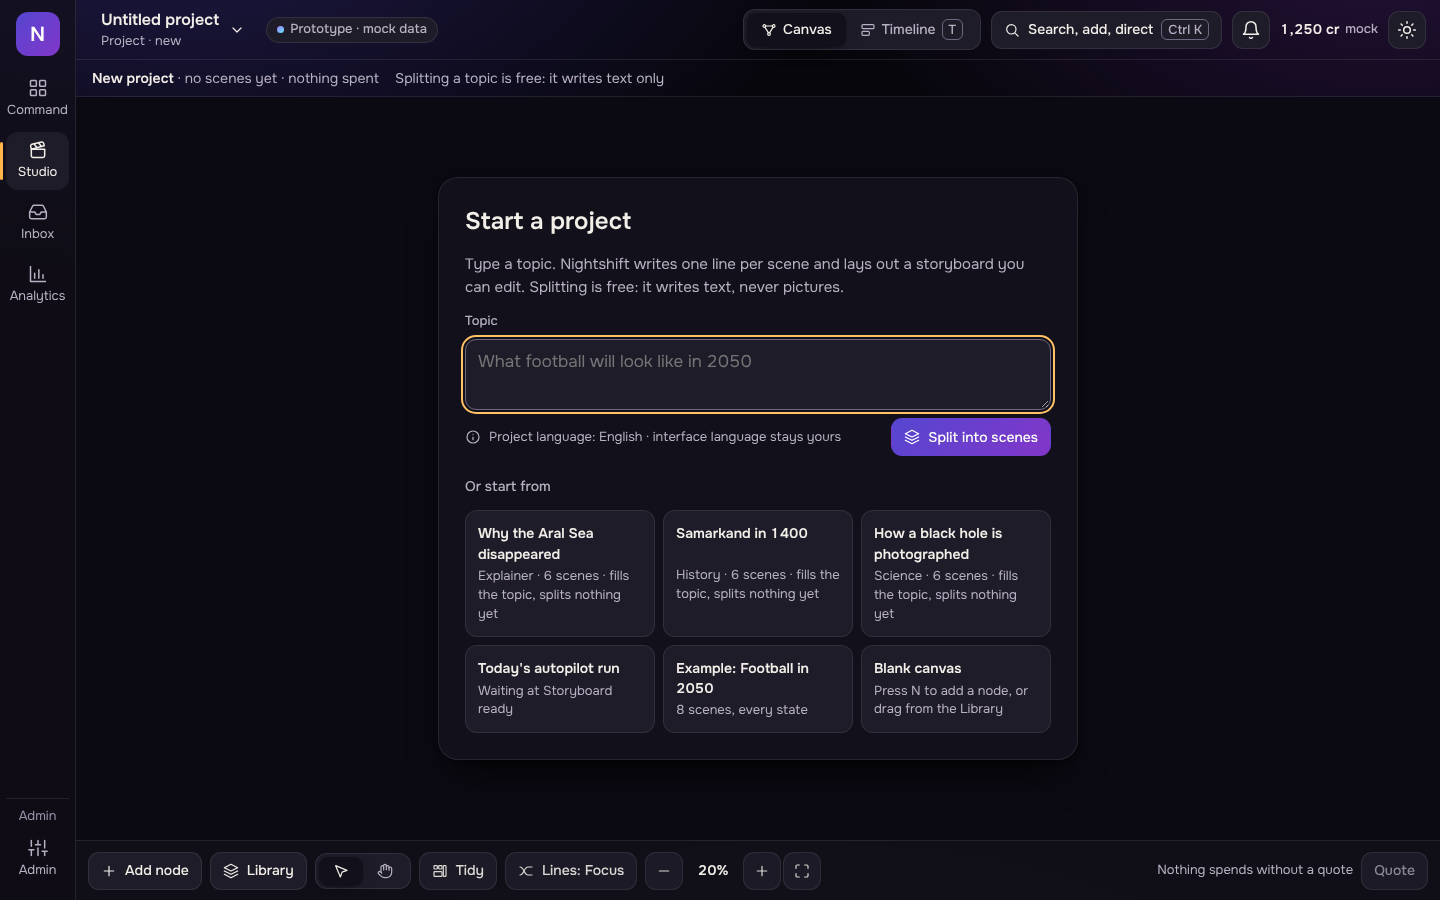 N
Untitled project
Project · new
Prototype · mock data
Canvas
Timeline T
Search, add, direct Ctrl K
1,250 cr mock
New project · no scenes yet · nothing spent Splitting a topic is free: it writes text only
Command
Studio
Inbox
Analytics
Start a project
Type a topic. Nightshift writes one line per scene and lays out a storyboard you
can edit. Splitting is free: it writes text, never pictures.
Topic
What football will look like in 2050
Project language: English · interface language stays yours
Split into scenes
Or start from
Why the Aral Sea
disappeared
Explainer · 6 scenes · fills
the topic, splits nothing
yet
Samarkand in 1400
History · 6 scenes · fills the
topic, splits nothing yet
How a black hole is
photographed
Science · 6 scenes · fills
the topic, splits nothing
yet
Today's autopilot run
Waiting at Storyboard
ready
Example: Football in
2050
8 scenes, every state
Blank canvas
Press N to add a node, or
drag from the Library
Admin
Admin
Add node
Library
Tidy
Lines: Focus
20%
Nothing spends without a quote
Quote